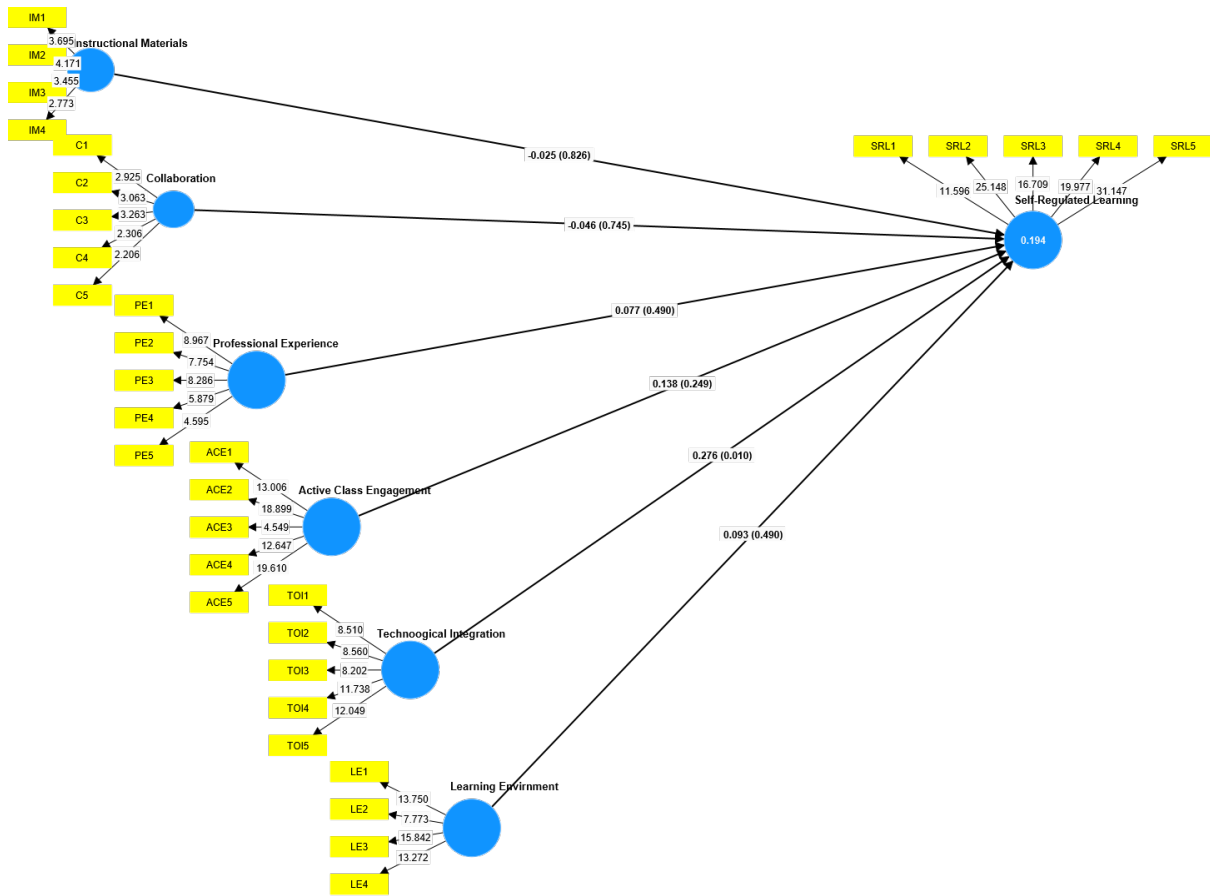 IM1
IM2
IM3
IM4
3.695
4.171
3.455
2.773
Instructional Materials
-0.025 (0.826)
C1
C2
C3
C4
C5
2.925
3.063
3.263
2.306
2.206
Collaboration
-0.046 (0.745)
PE1
PE2
PE3
PE4
PE5
8.967
7.754
8.286
5.879
4.595
Professional Experience
0.077 (0.490)
ACE1
ACE2
ACE3
ACE4
ACE5
13.006
18.899
4.549
12.647
19.610
Active Class Engagement
0.138 (0.249)
TOI1
TOI2
TOI3
TOI4
TOI5
8.510
8.560
8.202
11.738
12.049
Technoogical Integration
0.276 (0.010)
LE1
LE2
LE3
LE4
13.750
7.773
15.842
13.272
Learning Envirnment
0.093 (0.490)
SRL1
SRL2
SRL3
SRL4
SRL5
11.596
25.148
16.709
19.977
31.147
Self-Regulated Learning
0.194